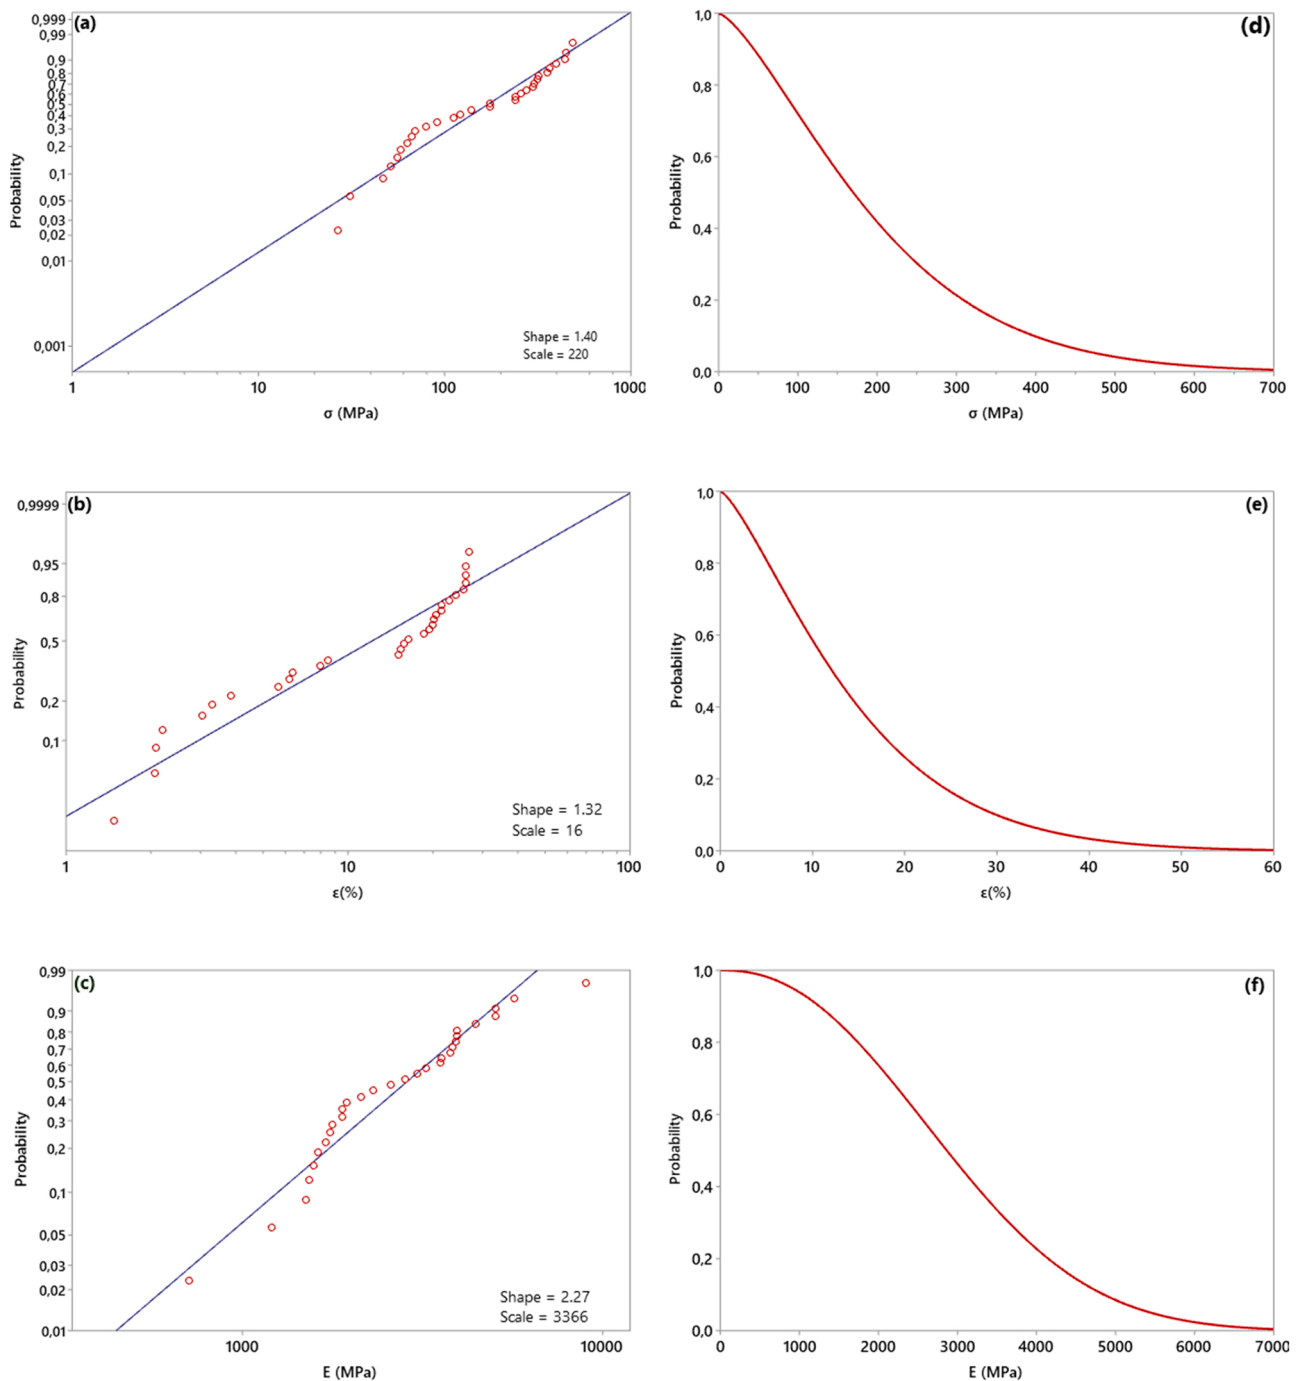 (a)
0,999
0,99
0,9
0,8
0,7
0,6
0,5
0,4
0,3
0,2
0,1
0,05
0,03
0,02
0,01
0,001
Probability
Shape = 1.40
Scale = 220
1 10 100 1000
σ (MPa)
(d)
1,0
0,8
0,6
0,4
0,2
0,0
Probability
0 100 200 300 400 500 600 700
σ (MPa)
(b)
0,9999
0,95
0,8
0,5
0,2
0,1
Probability
Shape = 1.32
Scale = 16
1 10 100
ε(%)
(e)
1,0
0,8
0,6
0,4
0,2
0,0
Probability
0 10 20 30 40 50 60
ε(%)
(c)
0,99
0,9
0,8
0,7
0,6
0,5
0,4
0,3
0,2
0,1
0,05
0,03
0,02
0,01
Probability
Shape = 2.27
Scale = 3366
1000 10000
E (MPa)
(f)
1,0
0,8
0,6
0,4
0,2
0,0
Probability
0 1000 2000 3000 4000 5000 6000 7000
E (MPa)